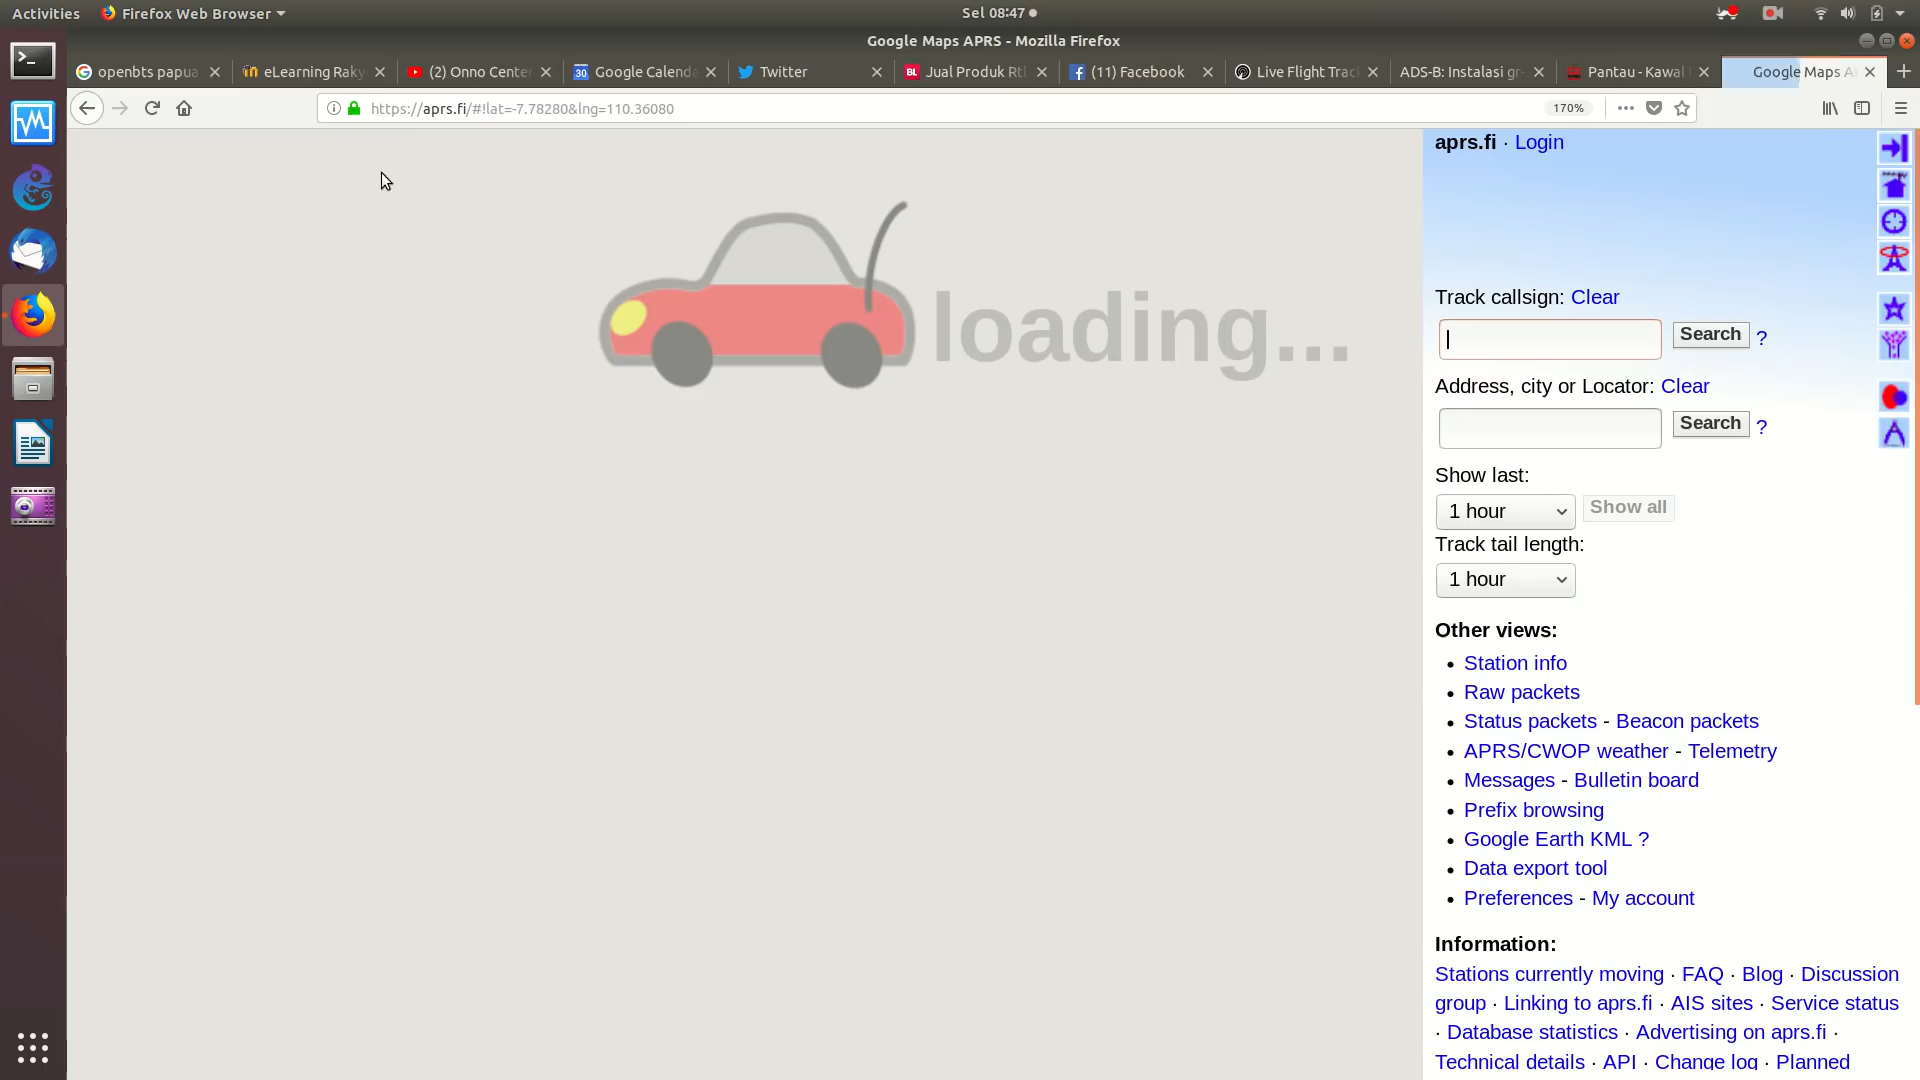 Activities Firefox Web Browser Sel 08:47
Google Maps APRS - Mozilla Firefox
openbts papua eLearning Raky (2) Onno Center 30 Google Calenda Twitter BL Jual Produk Rtl (11) Facebook Live Flight Trac ADS-B: Instalasi gr Pantau - Kawal Google Maps A
https://aprs.fi/#!lat=-7.78280&lng=110.36080 170%
aprs.fi · Login
loading...
Track callsign: Clear
Search ?
Address, city or Locator: Clear
Search ?
Show last:
1 hour Show all
Track tail length:
1 hour
Other views:
• Station info
• Raw packets
• Status packets - Beacon packets
• APRS/CWOP weather - Telemetry
• Messages - Bulletin board
• Prefix browsing
• Google Earth KML ?
• Data export tool
• Preferences - My account
Information:
Stations currently moving · FAQ · Blog · Discussion
group · Linking to aprs.fi · AIS sites · Service status
· Database statistics · Advertising on aprs.fi ·
Technical details · API · Change log · Planned